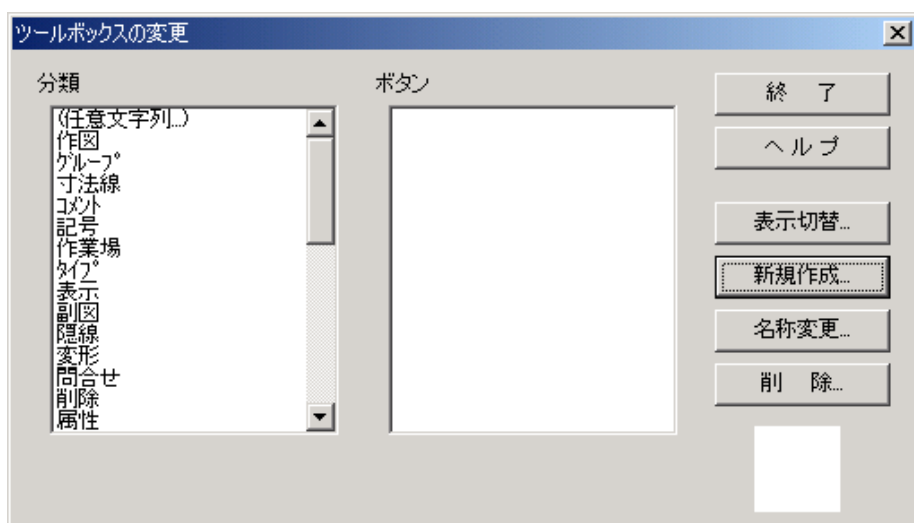 ツールボックスの変更
分類
(任意文字列...)
作図
ｸﾞﾙｰﾌﾟ
寸法線
ｺﾒﾝﾄ
記号
作業場
ﾀｲﾌﾟ
表示
副図
隠線
変形
問合せ
削除
属性
ボタン
終 了
ヘ ル プ
表示切替...
新規作成...
名称変更...
削 除...